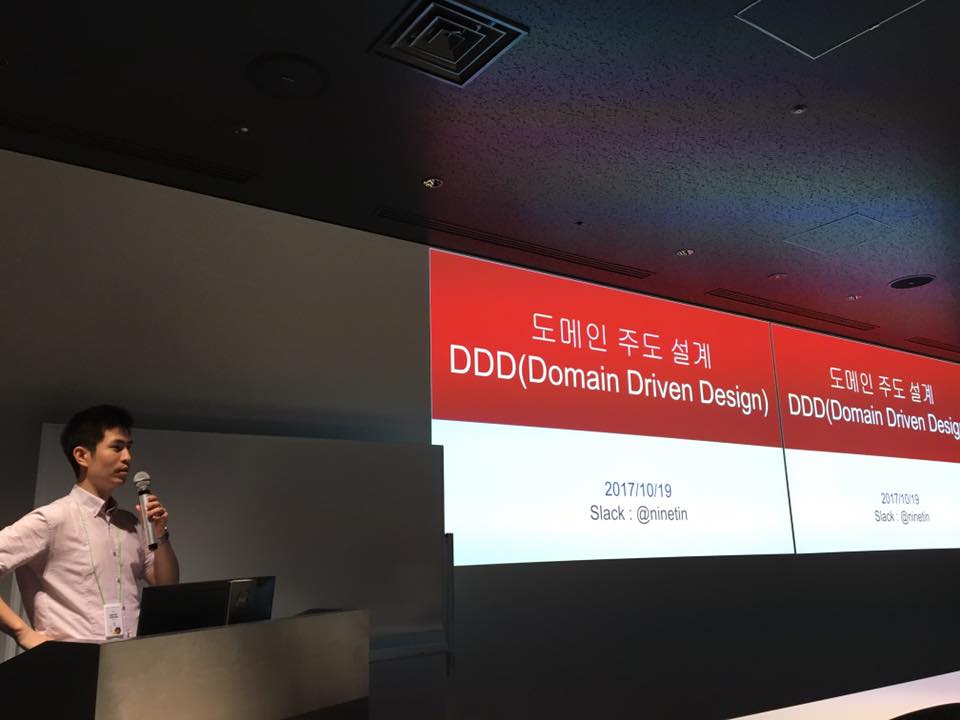 도메인 주도 설계
DDD(Domain Driven Design)
2017/10/19
Slack : @ninetin
도메인 주도 설계
DDD(Domain Driven Desig
2017/10/19
Slack : @ninetin